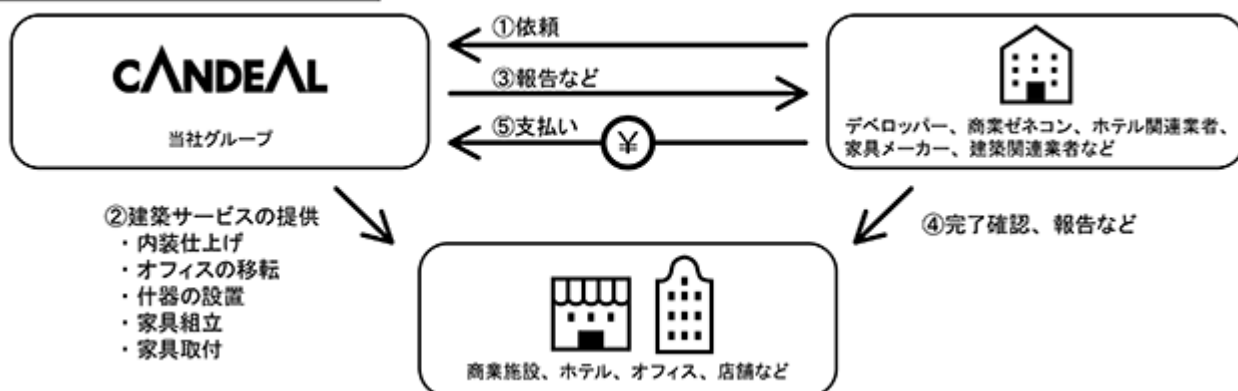 CANDEAL
当社グループ
①依頼
③報告など
⑤支払い
¥
デベロッパー、商業ゼネコン、ホテル関連業者、
家具メーカー、建築関連業者など
②建築サービスの提供
・内装仕上げ
・オフィスの移転
・什器の設置
・家具組立
・家具取付
④完了確認、報告など
商業施設、ホテル、オフィス、店舗など